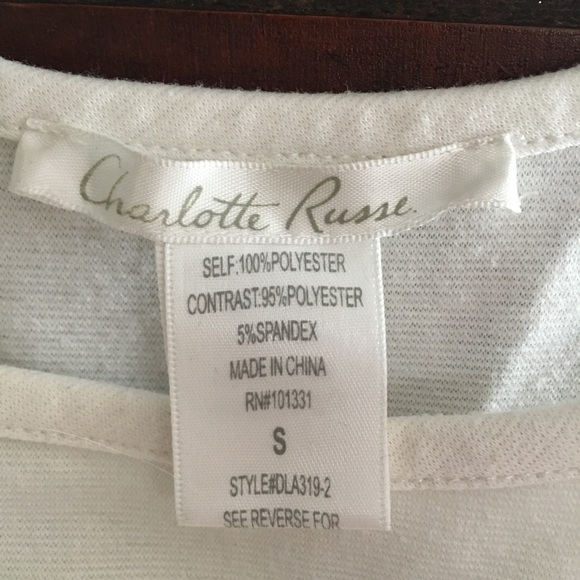 Charlotte Russe.
SELF:100%POLYESTER
CONTRAST:95%POLYESTER
5%SPANDEX
MADE IN CHINA
RN#101331
S
STYLE#DLA319-2
SEE REVERSE FOR